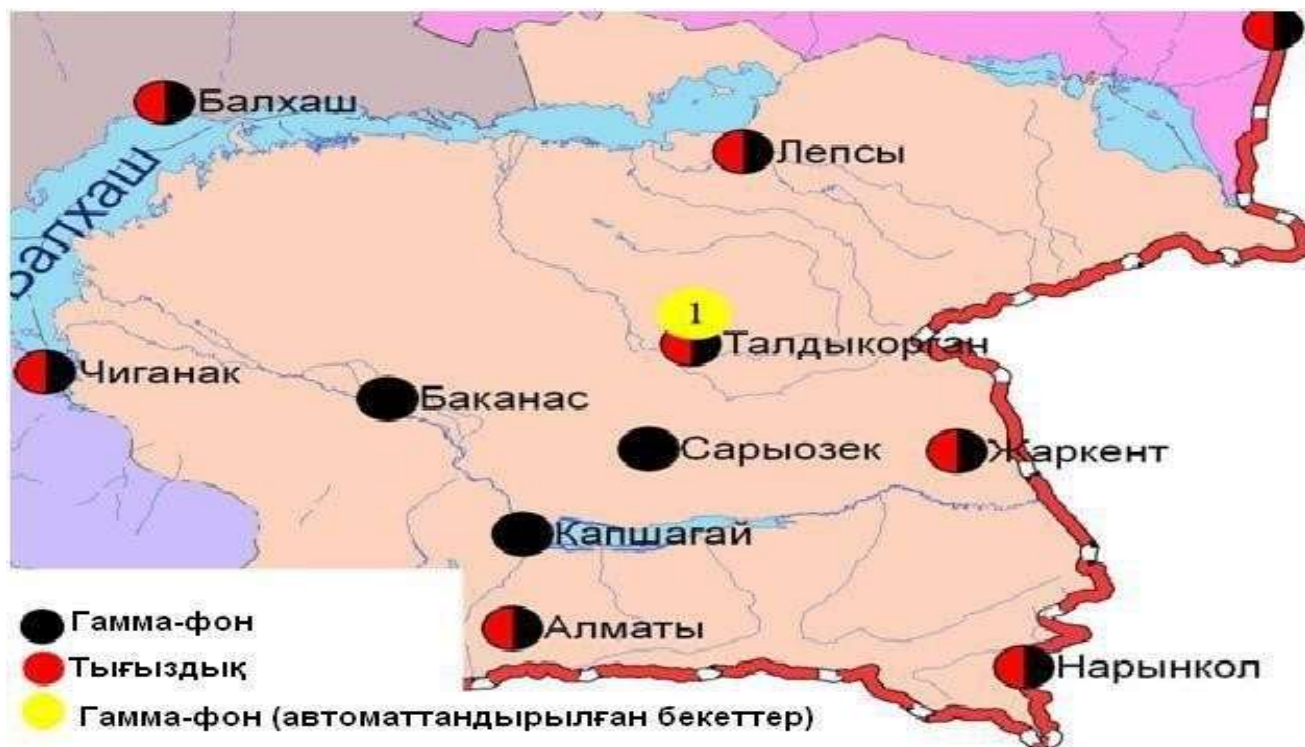 Балхаш
Балхаш
Лепсы
1
Талдыкорган
Чиганак
Баканас
Сарыозек
Жаркент
Капшагай
Алматы
Нарынкол
Гамма-фон
Тығыздық
Гамма-фон (автоматтандырылған бекеттер)